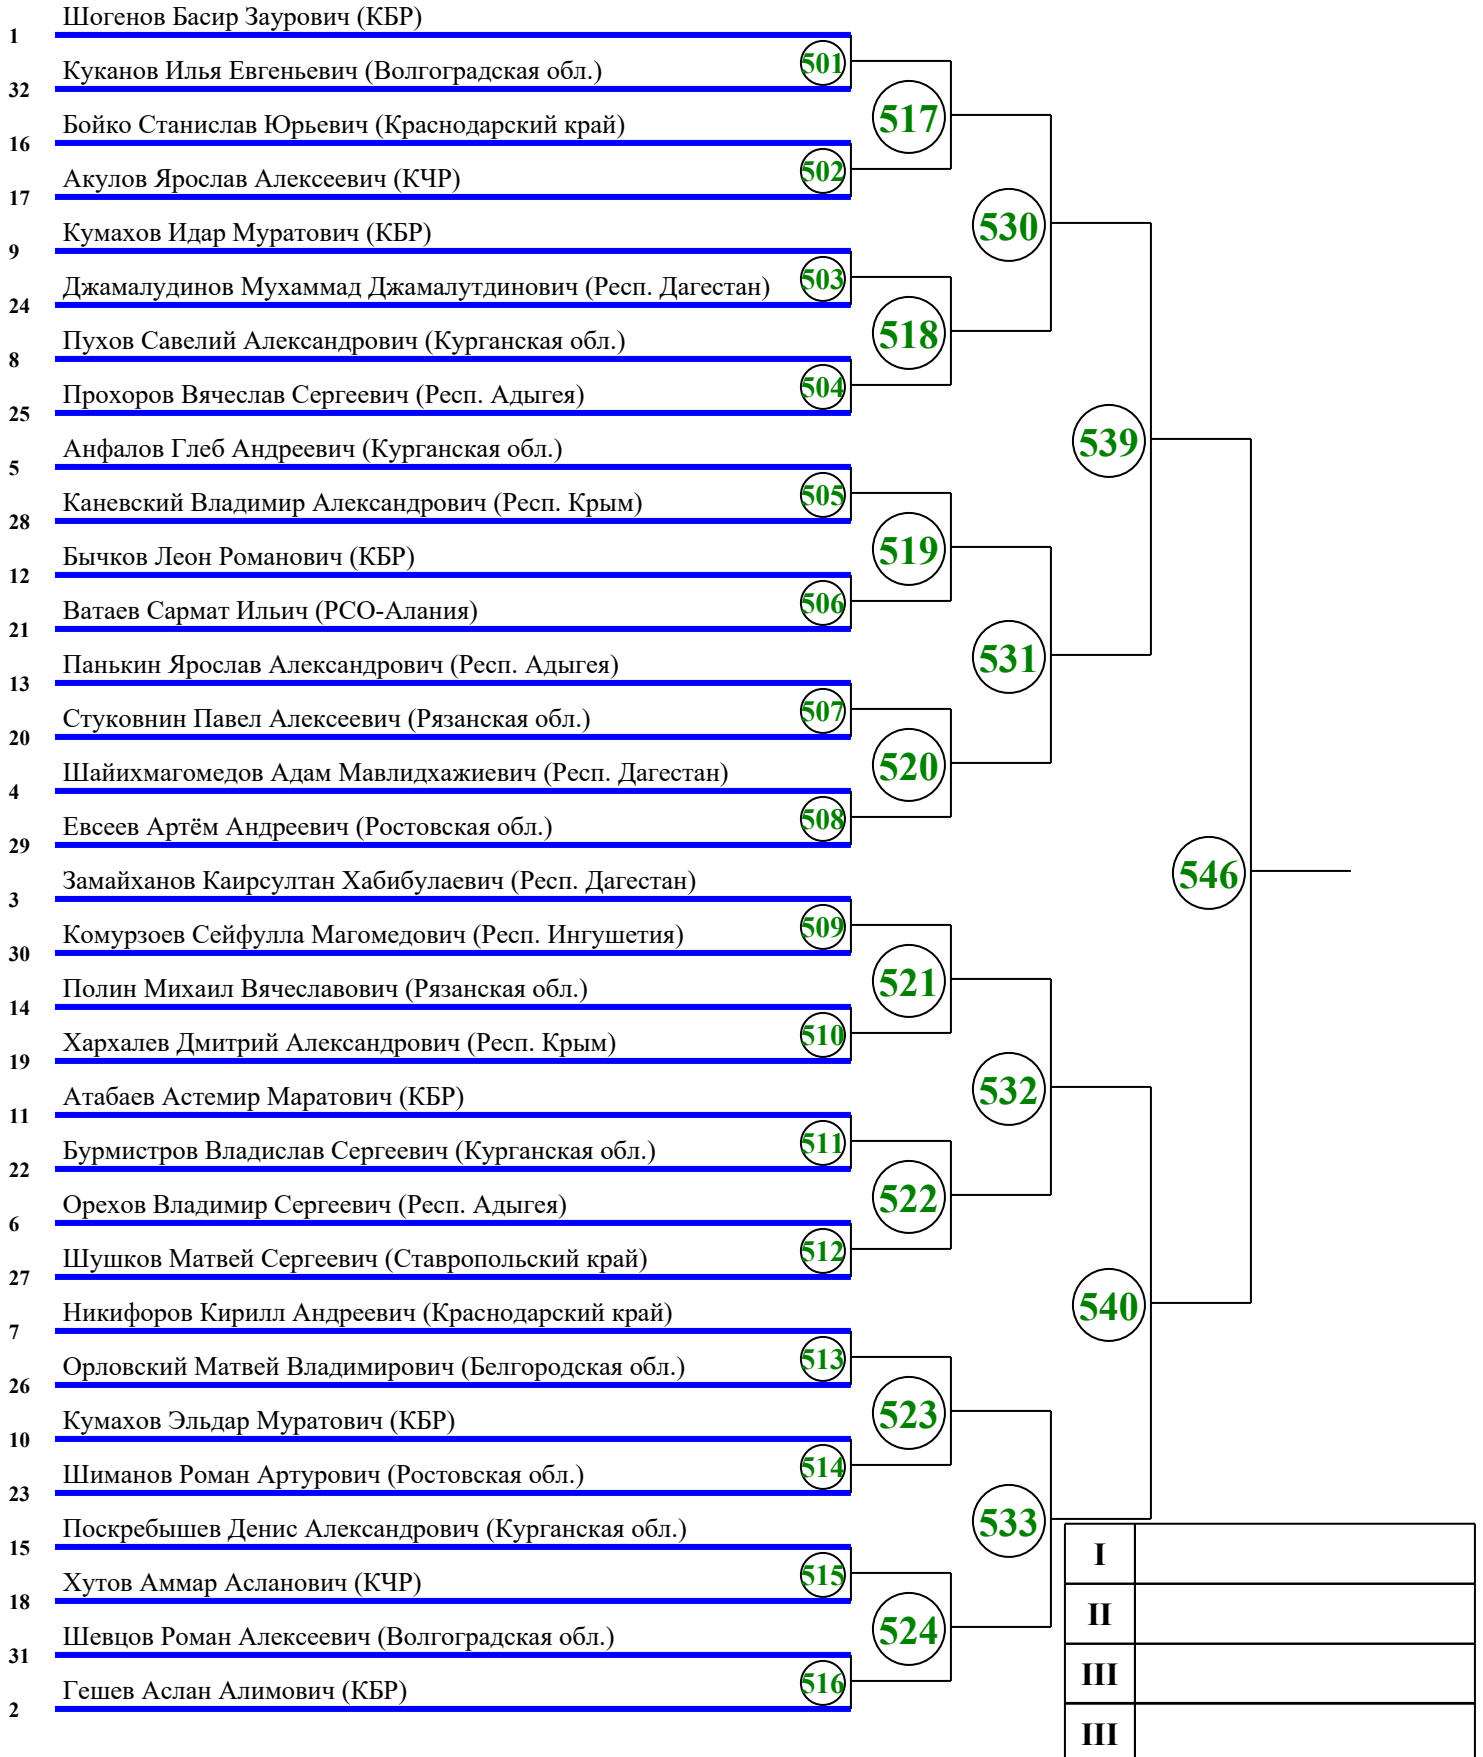 Шогенов Басир Заурович (КБР)
1
501
Куканов Илья Евгеньевич (Волгоградская обл.)
32
517
Бойко Станислав Юрьевич (Краснодарский край)
16
502
Акулов Ярослав Алексеевич (КЧР)
17
530
Кумахов Идар Муратович (КБР)
9
503
Джамалудинов Мухаммад Джамалутдинович (Респ. Дагестан)
24
518
Пухов Савелий Александрович (Курганская обл.)
8
504
Прохоров Вячеслав Сергеевич (Респ. Адыгея)
25
539
Анфалов Глеб Андреевич (Курганская обл.)
5
505
Каневский Владимир Александрович (Респ. Крым)
28
519
Бычков Леон Романович (КБР)
12
506
Ватаев Сармат Ильич (РСО-Алания)
21
531
Панькин Ярослав Александрович (Респ. Адыгея)
13
507
Стуковнин Павел Алексеевич (Рязанская обл.)
20
520
Шайихмагомедов Адам Мавлидхажиевич (Респ. Дагестан)
4
508
Евсеев Артём Андреевич (Ростовская обл.)
29
546
Замайханов Каирсултан Хабибулаевич (Респ. Дагестан)
3
509
Комурзоев Сейфулла Магомедович (Респ. Ингушетия)
30
521
Полин Михаил Вячеславович (Рязанская обл.)
14
510
Хархалев Дмитрий Александрович (Респ. Крым)
19
532
Атабаев Астемир Маратович (КБР)
11
511
Бурмистров Владислав Сергеевич (Курганская обл.)
22
522
Орехов Владимир Сергеевич (Респ. Адыгея)
6
512
Шушков Матвей Сергеевич (Ставропольский край)
27
540
Никифоров Кирилл Андреевич (Краснодарский край)
7
513
Орловский Матвей Владимирович (Белгородская обл.)
26
523
Кумахов Эльдар Муратович (КБР)
10
514
Шиманов Роман Артурович (Ростовская обл.)
23
533
Поскребышев Денис Александрович (Курганская обл.)
15
I
515
Хутов Аммар Асланович (КЧР)
18
II
524
Шевцов Роман Алексеевич (Волгоградская обл.)
31
III
516
Гешев Аслан Алимович (КБР)
2
III